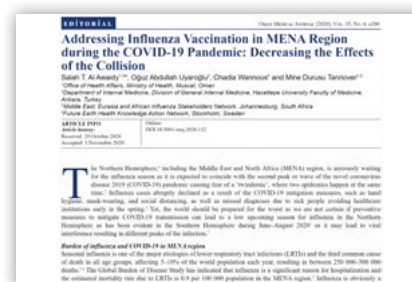 EDITORIAL
Oman Medical Journal [2020], Vol. 35, No. 6: e200
Addressing Influenza Vaccination in MENA Region
during the COVID-19 Pandemic: Decreasing the Effects
of the Collision
Salah T. Al Awaidy, Oğuz Abdullah Uyaroğlu, Chadia Wannous and Mine Durusu Tanriover
Office of Health Affairs, Ministry of Health, Muscat, Oman
Department of Internal Medicine, Division of General Internal Medicine, Hacettepe University Faculty of Medicine,
Ankara, Turkey
Middle East, Eurasia and African Influenza Stakeholders Network, Johannesburg, South Africa
Future Earth Health Knowledge-Action Network, Stockholm, Sweden
ARTICLE INFO
Article history:
Received: 29 October 2020
Accepted: 1 November 2020
Online:
DOI 10.5001/omj.2020.132
The Northern Hemisphere, including the Middle East and North Africa (MENA) region, is anxiously waiting
for the influenza season as it is expected to coincide with the second peak or wave of the novel coronavirus
disease 2019 (COVID-19) pandemic causing fear of a 'twindemic', where two epidemics happen at the same
time. Influenza cases abruptly declined as a result of the COVID-19 mitigation measures, such as hand
hygiene, mask-wearing, and social distancing, as well as missed diagnoses due to sick people avoiding healthcare
institutions early in the spring. Yet, the world should be prepared for the worst as we are not certain if preventive
measures to mitigate COVID-19 transmission can lead to a low upcoming season for influenza in the Northern
Hemisphere as has been evident in the Southern Hemisphere during June–August 2020 or it may lead to viral
interference resulting in different peaks of the infection.
Burden of influenza and COVID-19 in MENA region
Seasonal influenza is one of the major etiologies of lower respiratory tract infections (LRTIs) and the third common cause
of death in all age groups, affecting 5–10% of the world population each year, resulting in between 250 000–500 000
deaths. The Global Burden of Disease Study has indicated that influenza is a significant reason for hospitalization and
the estimated mortality rate due to LRTIs is 0.9 per 100 000 population in the MENA region. Influenza is obviously a